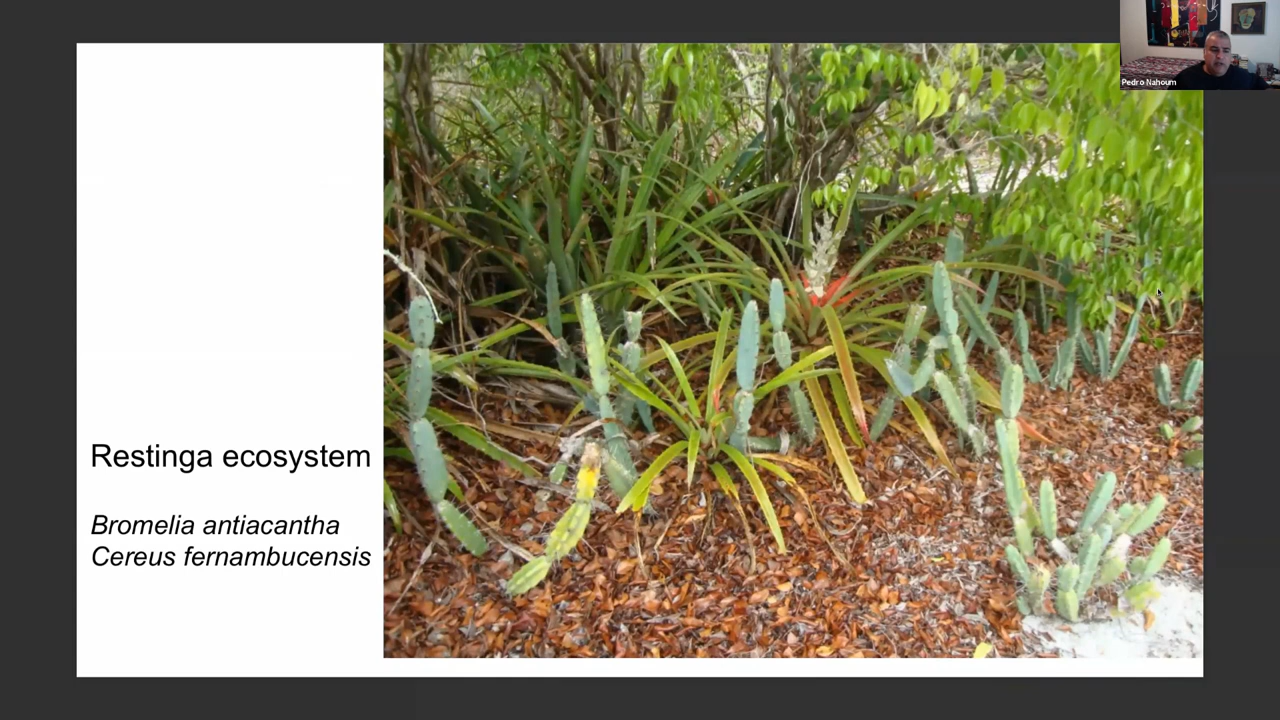 Pedro Nahoum
Restinga ecosystem
Bromelia antiacantha
Cereus fernambucensis